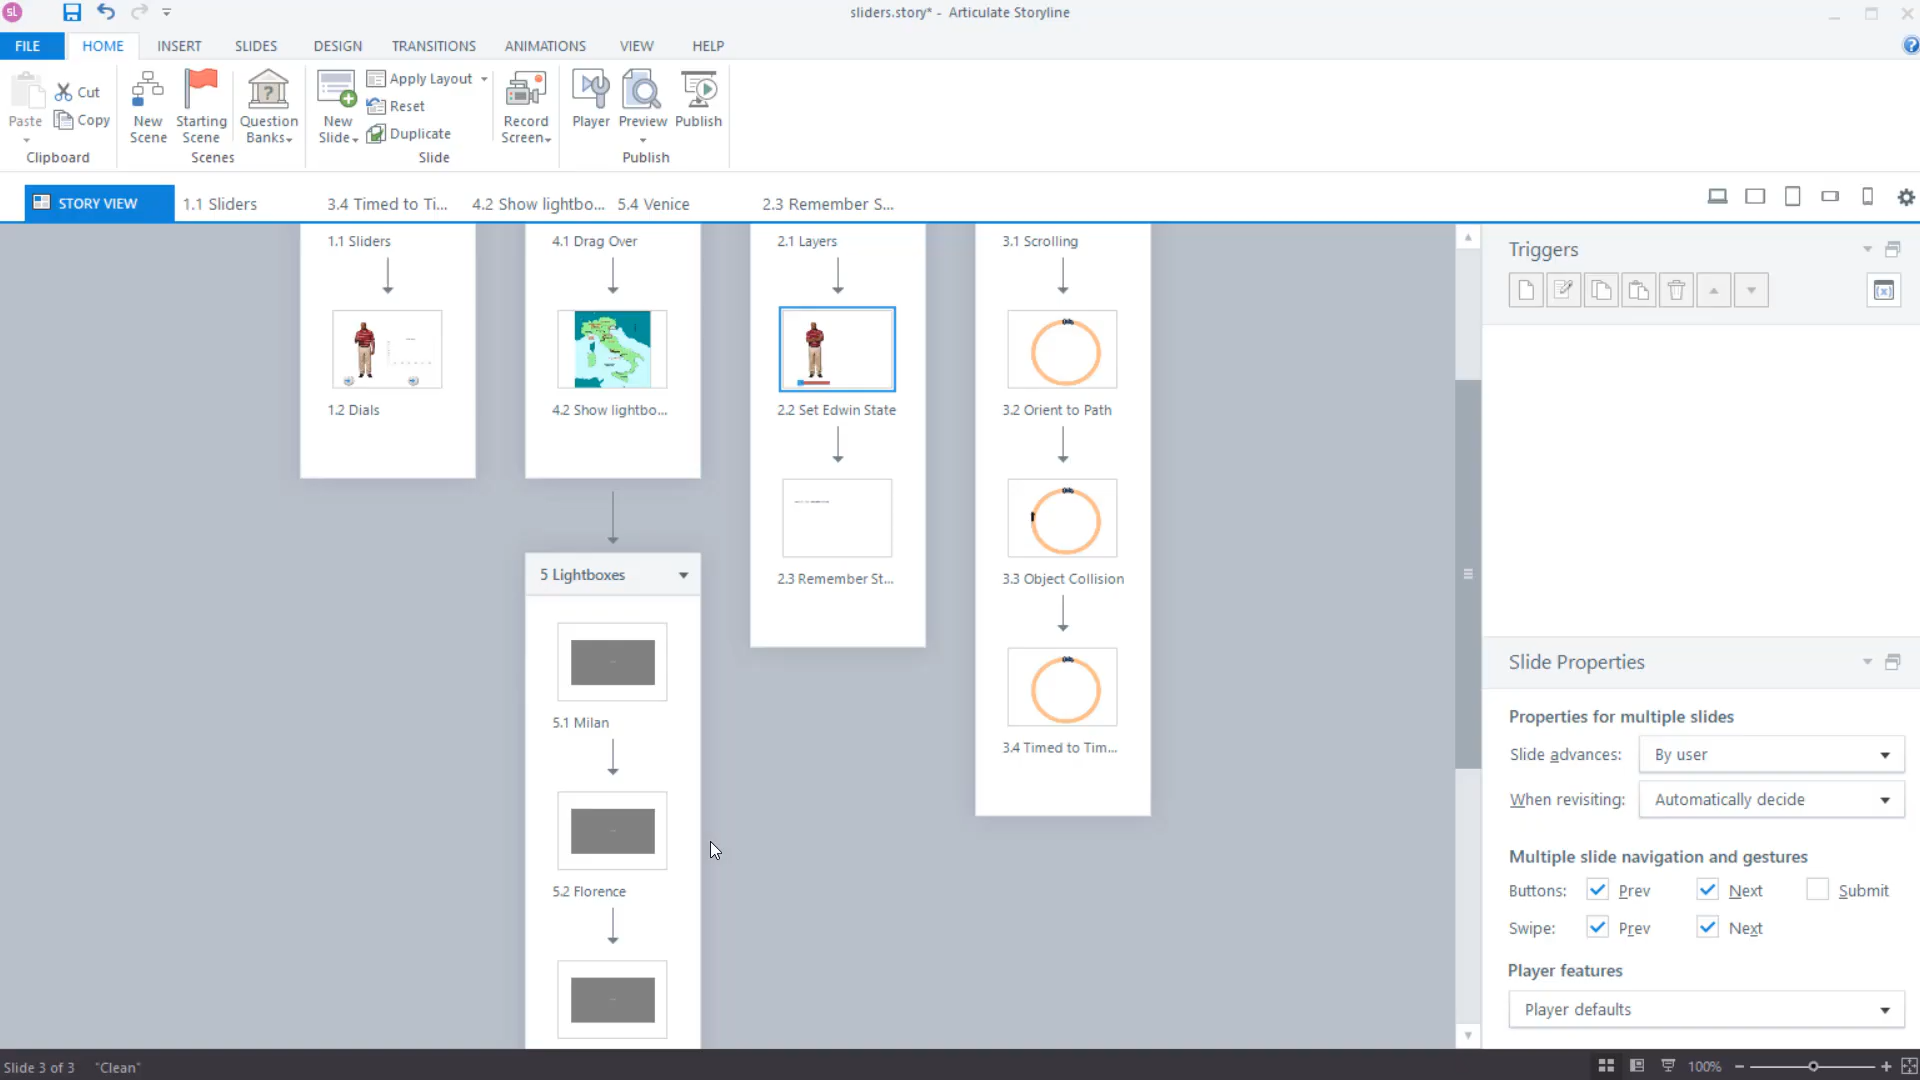 sl
sliders.story* - Articulate Storyline
FILE
HOME
INSERT
SLIDES
DESIGN
TRANSITIONS
ANIMATIONS
VIEW
HELP
?
Paste
Cut
Copy
Clipboard
New Scene
Starting Scene
Question Banks
Scenes
New Slide
Apply Layout
Reset
Duplicate
Slide
Record Screen
Player
Preview
Publish
Publish
STORY VIEW
1.1 Sliders
3.4 Timed to Ti...
4.2 Show lightbo...
5.4 Venice
2.3 Remember S...
1.1 Sliders
1.2 Dials
4.1 Drag Over
4.2 Show lightbo...
5 Lightboxes
5.1 Milan
5.2 Florence
2.1 Layers
2.2 Set Edwin State
2.3 Remember St...
3.1 Scrolling
3.2 Orient to Path
3.3 Object Collision
3.4 Timed to Tim...
Triggers
(x)
Slide Properties
Properties for multiple slides
Slide advances: By user
When revisiting: Automatically decide
Multiple slide navigation and gestures
Buttons: Prev Next Submit
Swipe: Prev Next
Player features
Player defaults
Slide 3 of 3 "Clean"
100%